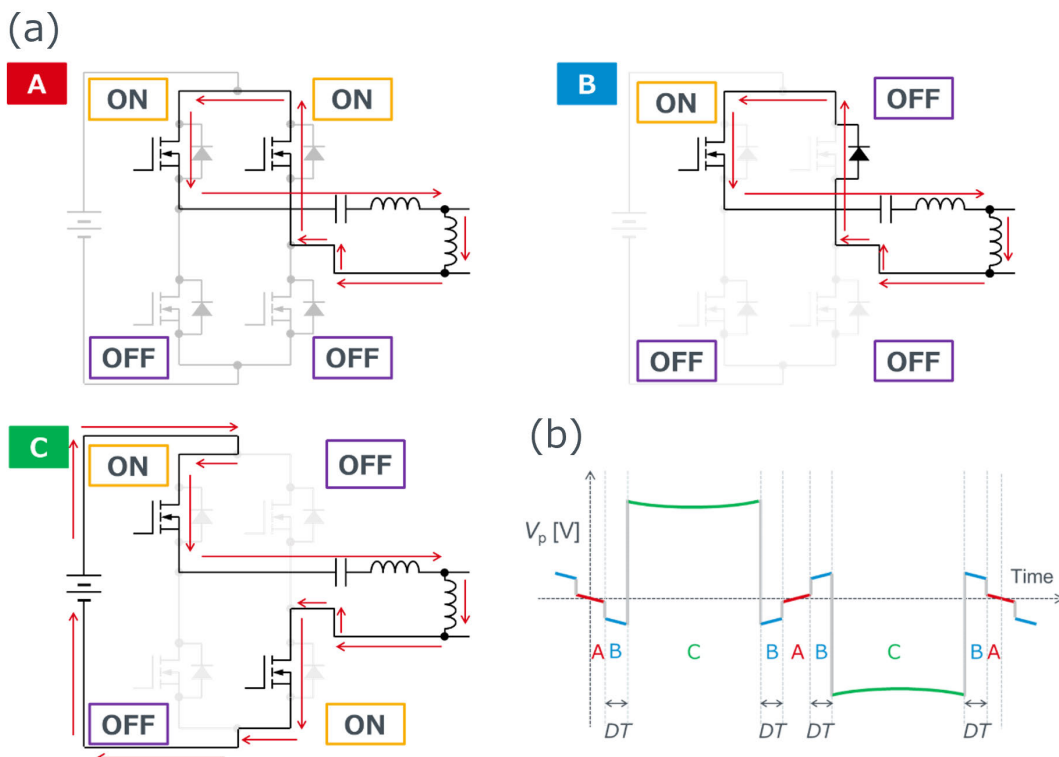 (a)
A
ON
ON
OFF
OFF
B
ON
OFF
OFF
OFF
C
ON
OFF
OFF
ON
(b)
Vp [V]
Time
A B C B A B C B A
DT DT DT DT